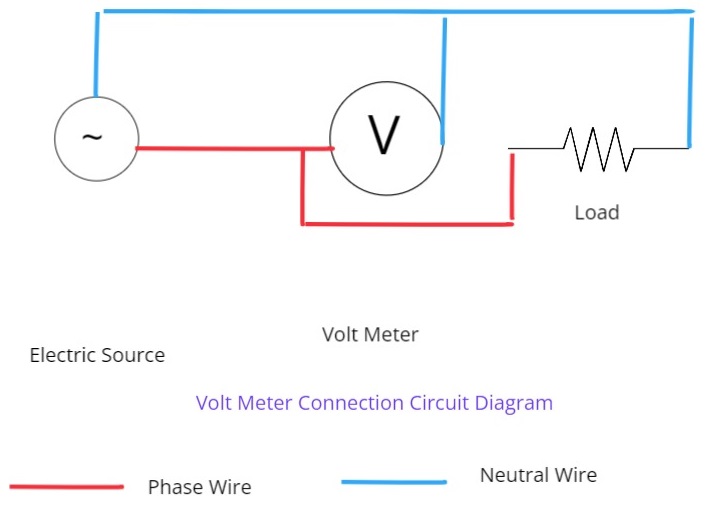 ~
V
Load
Volt Meter
Electric Source
Volt Meter Connection Circuit Diagram
Phase Wire
Neutral Wire